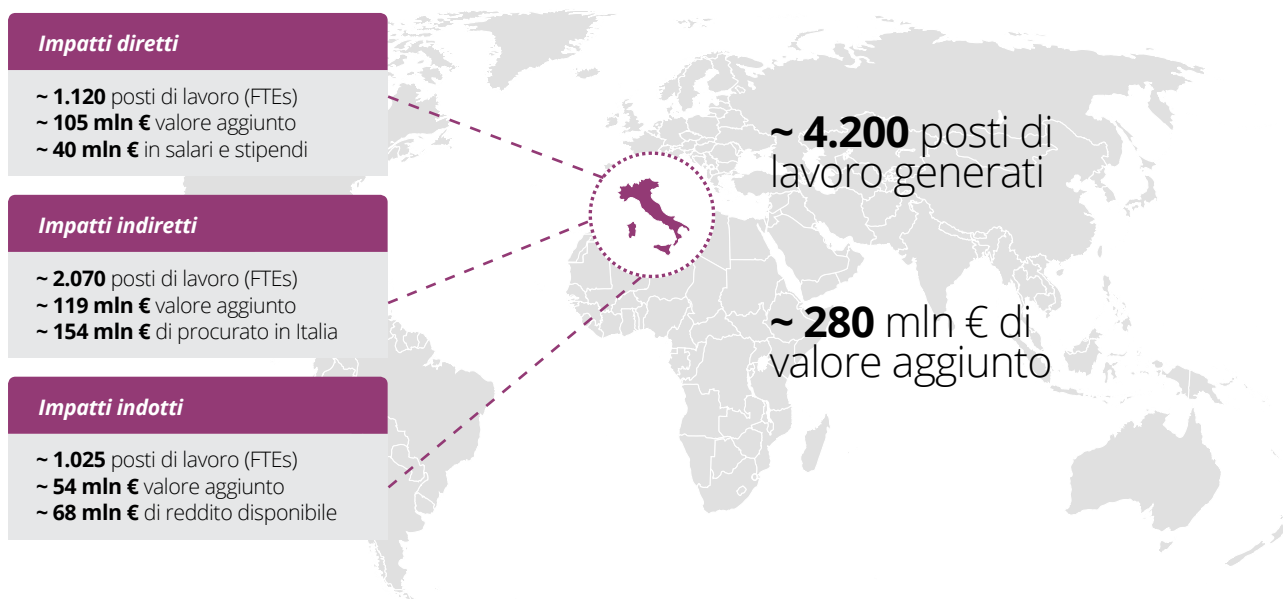 Impatti diretti
~ 1.120 posti di lavoro (FTEs)
~ 105 mln € valore aggiunto
~ 40 mln € in salari e stipendi
Impatti indiretti
~ 2.070 posti di lavoro (FTEs)
~ 119 mln € valore aggiunto
~ 154 mln € di procurato in Italia
Impatti indotti
~ 1.025 posti di lavoro (FTEs)
~ 54 mln € valore aggiunto
~ 68 mln € di reddito disponibile
~ 4.200 posti di
lavoro generati
~ 280 mln € di
valore aggiunto